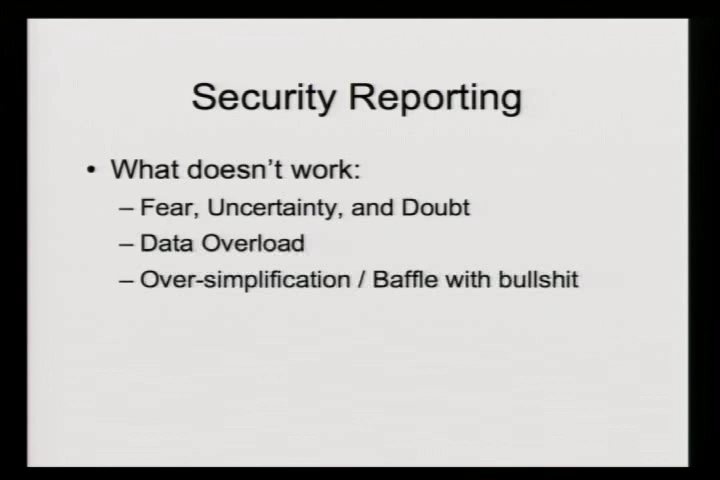 Security Reporting
• What doesn't work:
– Fear, Uncertainty, and Doubt
– Data Overload
– Over-simplification / Baffle with bullshit